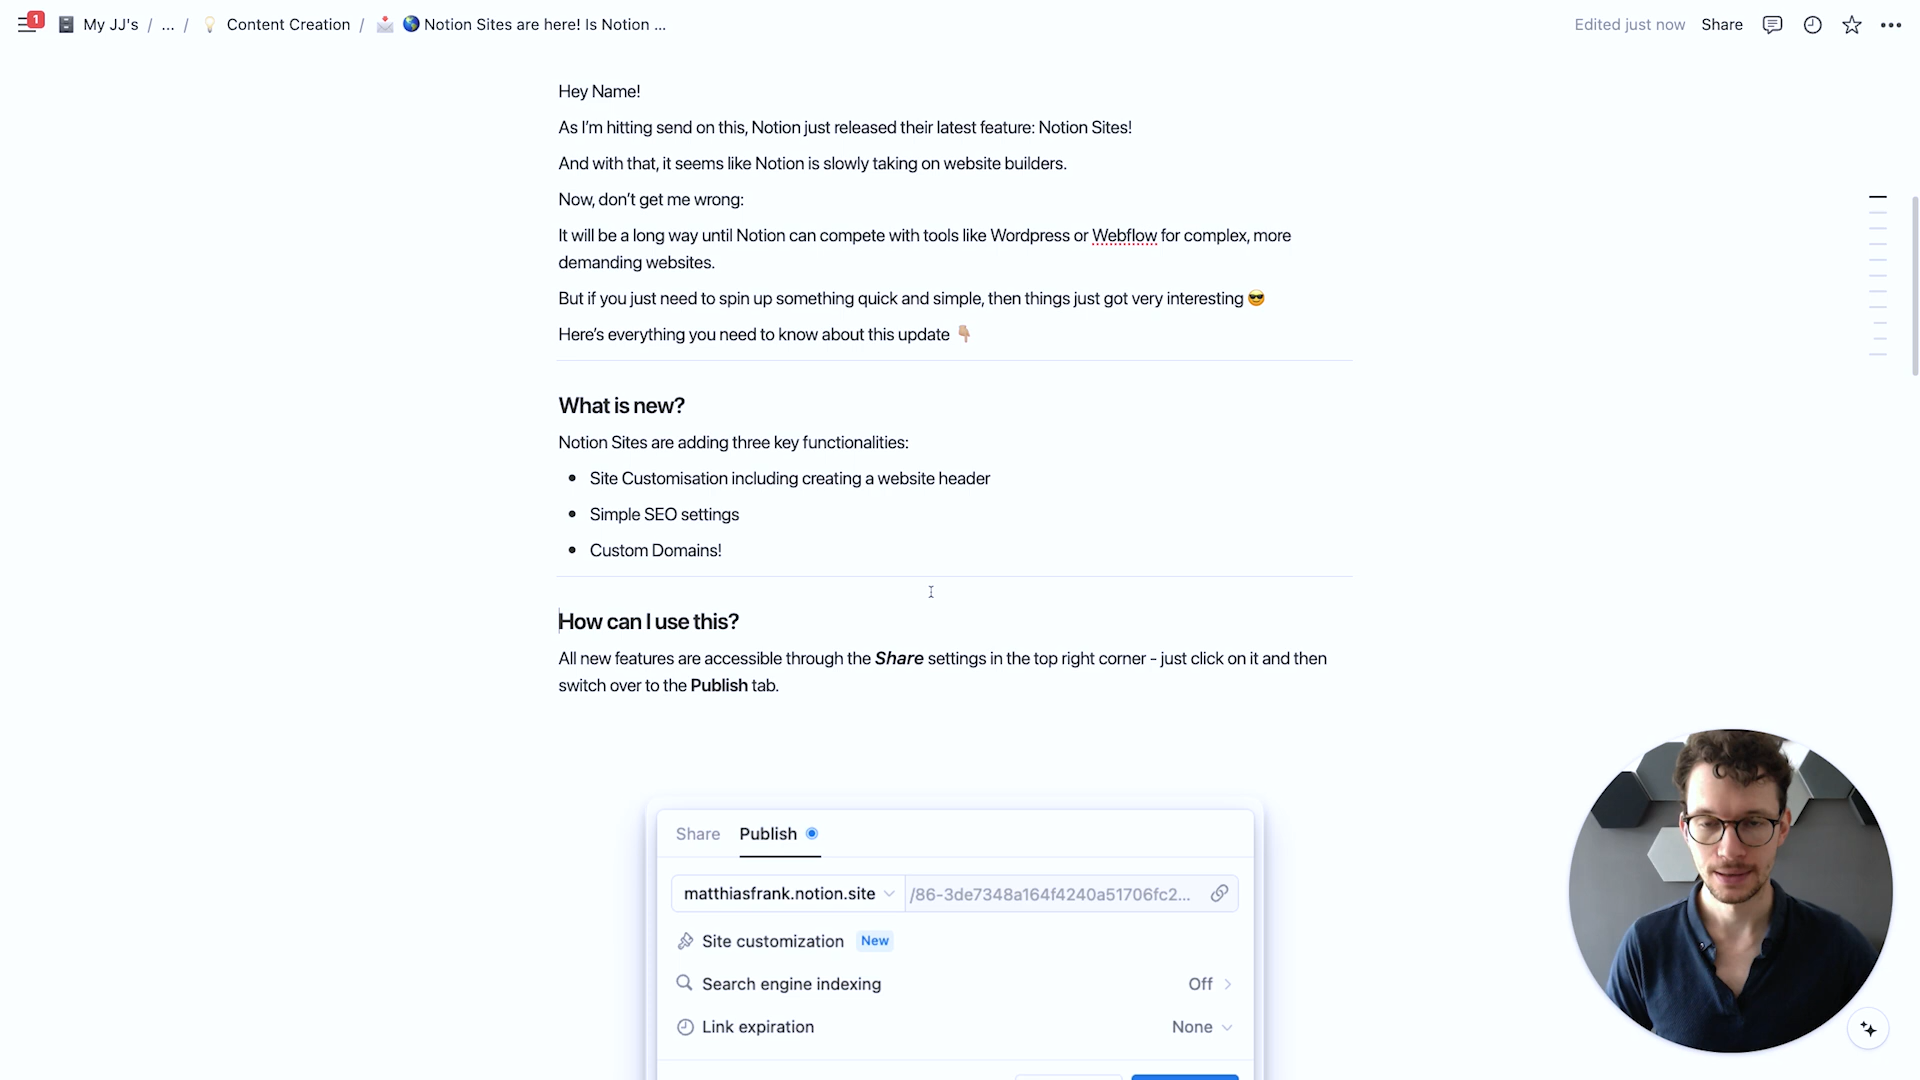 1
My JJ's / ... / Content Creation / Notion Sites are here! Is Notion ...
Edited just now Share
Hey Name!
As I'm hitting send on this, Notion just released their latest feature: Notion Sites!
And with that, it seems like Notion is slowly taking on website builders.
Now, don't get me wrong:
It will be a long way until Notion can compete with tools like Wordpress or Webflow for complex, more
demanding websites.
But if you just need to spin up something quick and simple, then things just got very interesting 😎
Here's everything you need to know about this update 👇🏼
What is new?
Notion Sites are adding three key functionalities:
• Site Customisation including creating a website header
• Simple SEO settings
• Custom Domains!
How can I use this?
All new features are accessible through the Share settings in the top right corner - just click on it and then
switch over to the Publish tab.
Share Publish
matthiasfrank.notion.site /86-3de7348a164f4240a51706fc2...
Site customization New
Search engine indexing Off
Link expiration None